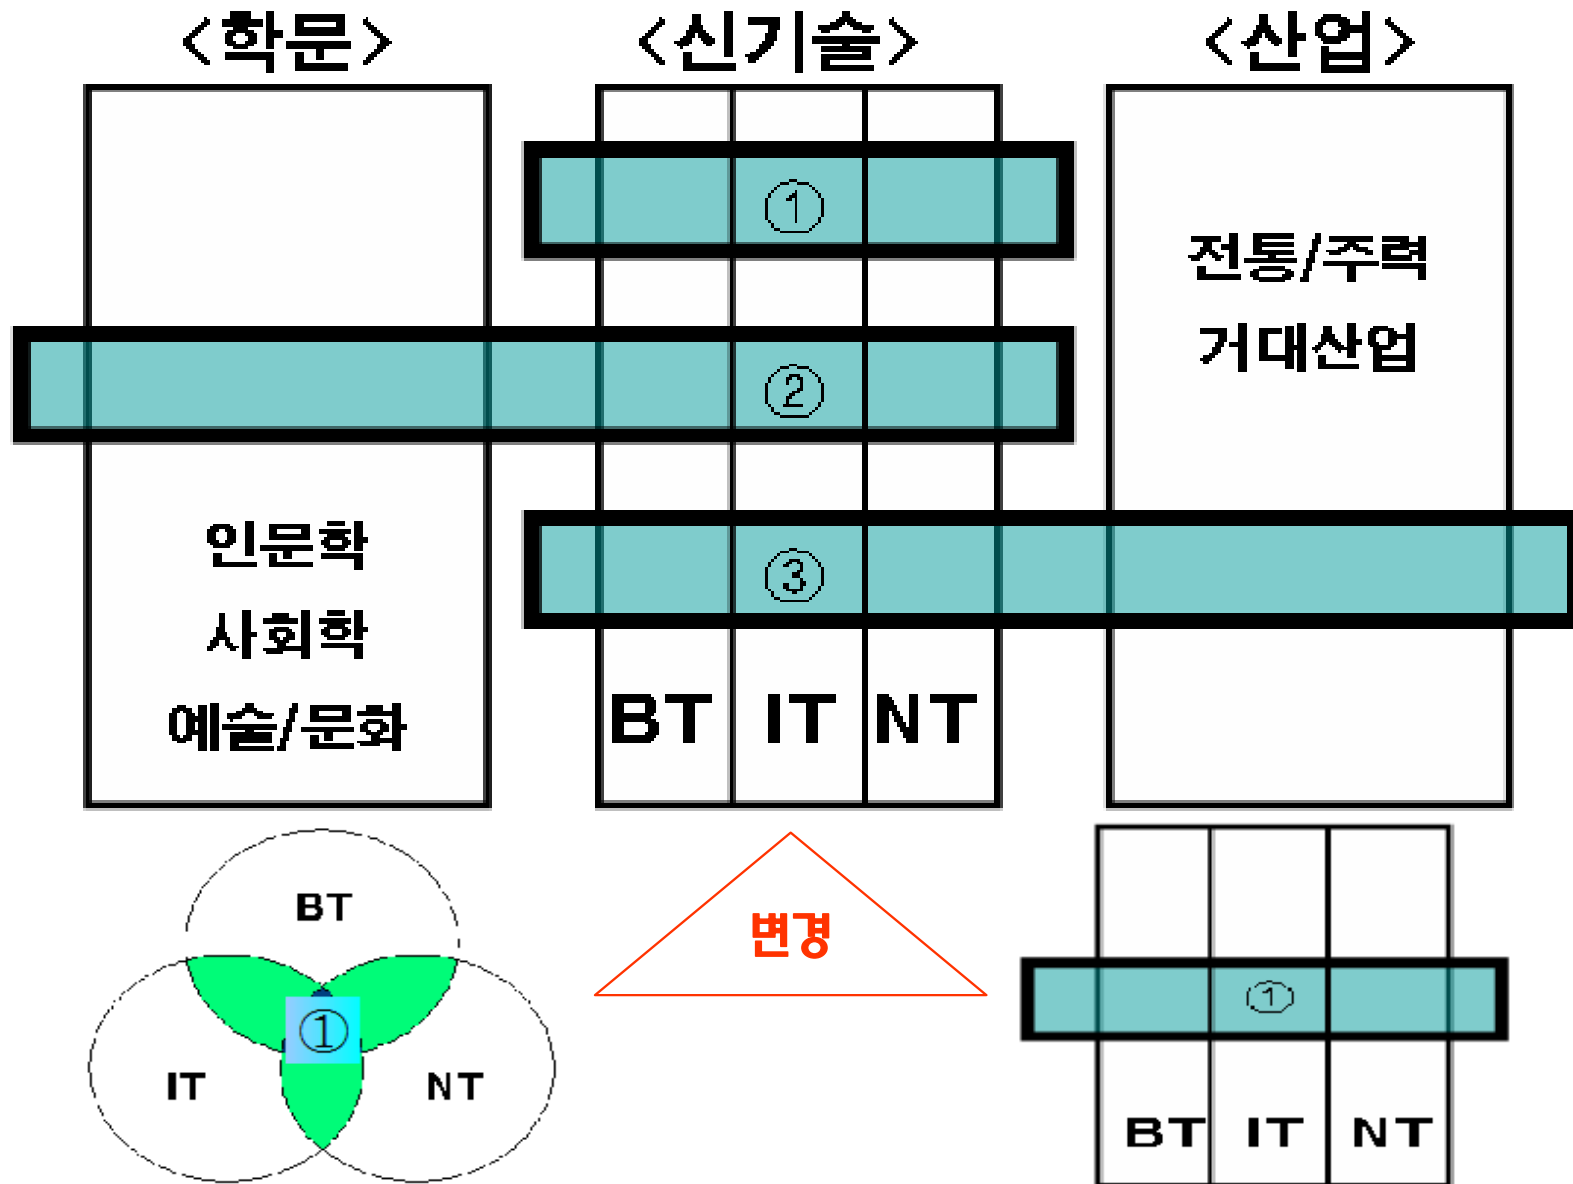 <학문> <신기술> <산업>
①
전통/주력
거대산업
②
인문학
사회학
예술/문화
③
BT IT NT
BT
IT
NT
①
변경
①
BT IT NT